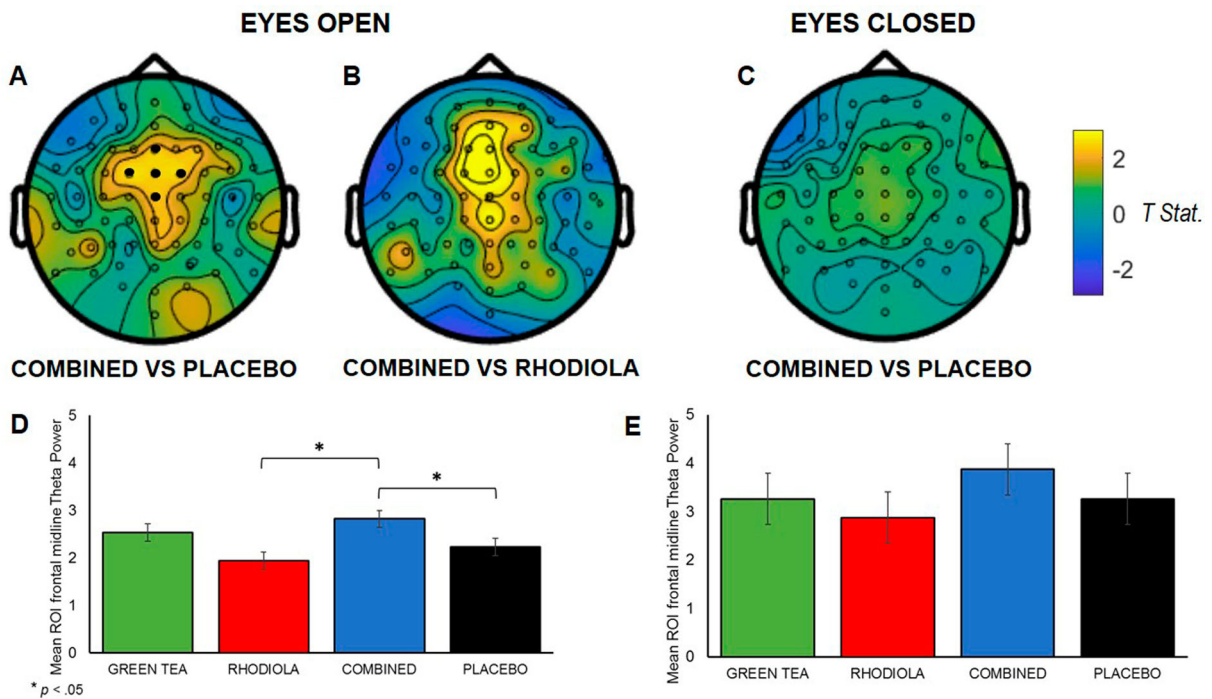 EYES OPEN
EYES CLOSED
A
B
C
2
0
-2
T Stat.
COMBINED VS PLACEBO
COMBINED VS RHODIOLA
COMBINED VS PLACEBO
D
Mean ROI frontal midline Theta Power
5
4
3
2
1
0
*
*
GREEN TEA
RHODIOLA
COMBINED
PLACEBO
* p < .05
E
Mean ROI frontal midline Theta Power
5
4
3
2
1
0
GREEN TEA
RHODIOLA
COMBINED
PLACEBO